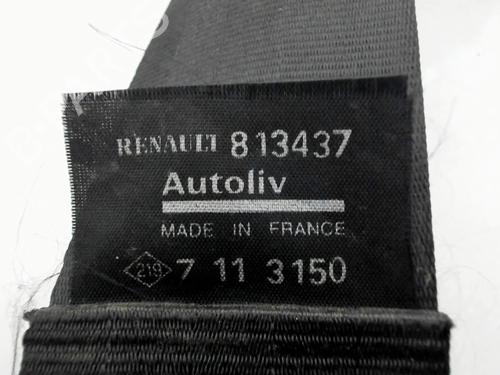 RENAULT 813437
Autoliv
MADE IN FRANCE
219 7 11 3150